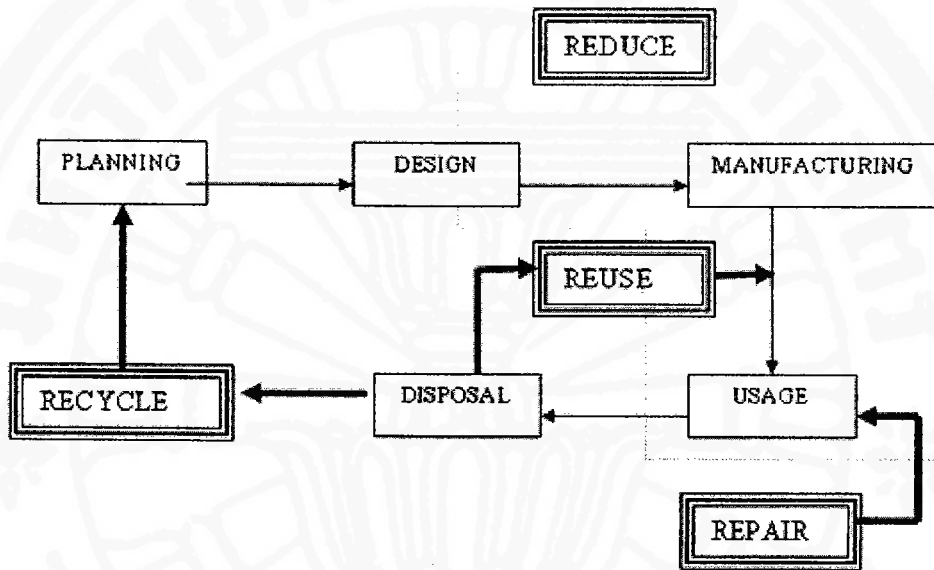 REDUCE
PLANNING
DESIGN
MANUFACTURING
REUSE
RECYCLE
DISPOSAL
USAGE
REPAIR